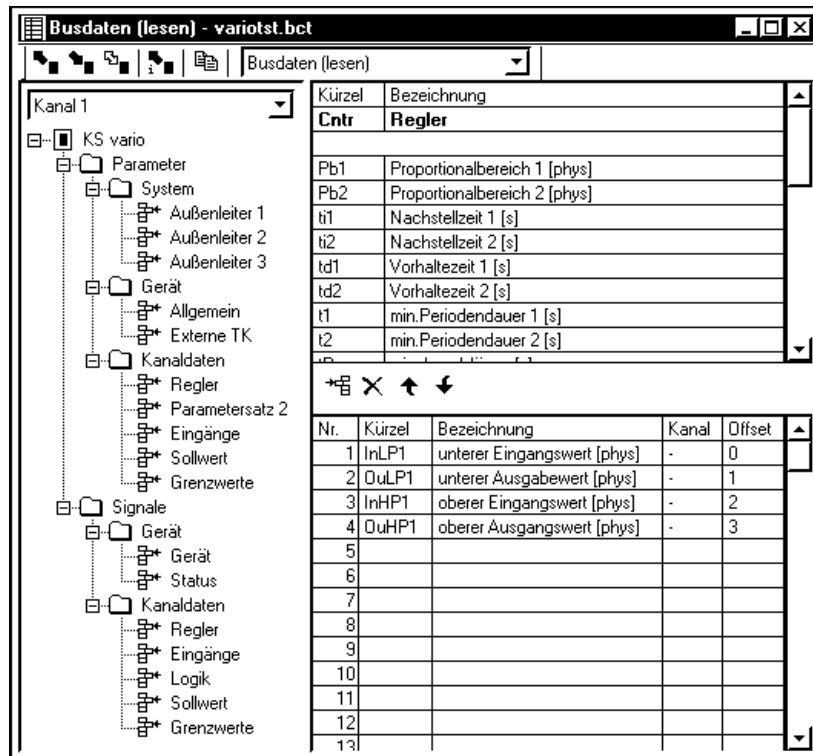 Busdaten (lesen) - variotst.bct
Busdaten (lesen)
Kanal 1
KS vario
Parameter
System
Außenleiter 1
Außenleiter 2
Außenleiter 3
Gerät
Allgemein
Externe TK
Kanaldaten
Regler
Parametersatz 2
Eingänge
Sollwert
Grenzwerte
Signale
Gerät
Gerät
Status
Kanaldaten
Regler
Eingänge
Logik
Sollwert
Grenzwerte
Kürzel Bezeichnung
Cntr Regler
Pb1 Proportionalbereich 1 [phys]
Pb2 Proportionalbereich 2 [phys]
ti1 Nachstellzeit 1 [s]
ti2 Nachstellzeit 2 [s]
td1 Vorhaltezeit 1 [s]
td2 Vorhaltezeit 2 [s]
t1 min.Periodendauer 1 [s]
t2 min.Periodendauer 2 [s]
Nr. Kürzel Bezeichnung Kanal Offset
1 InLP1 unterer Eingangswert [phys] - 0
2 OuLP1 unterer Ausgabewert [phys] - 1
3 InHP1 oberer Eingangswert [phys] - 2
4 OuHP1 oberer Ausgangswert [phys] - 3
5
6
7
8
9
10
11
12
13